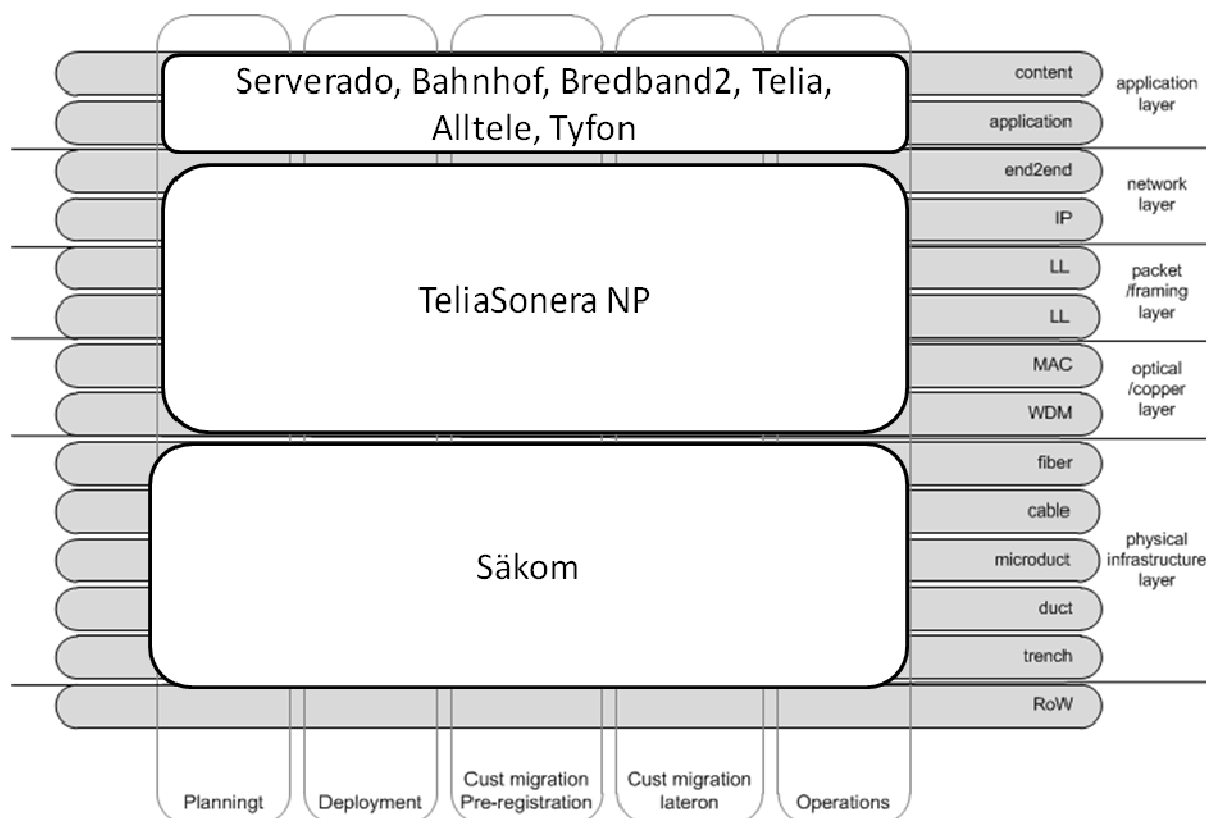 Serverado, Bahnhof, Bredband2, Telia,
Alltele, Tyfon
content
application
application
layer
TeliaSonera NP
end2end
IP
network
layer
LL
LL
packet
/framing
layer
MAC
WDM
optical
/copper
layer
Säkom
fiber
cable
microduct
duct
trench
physical
infrastructure
layer
RoW
Planningt
Deployment
Cust migration
Pre-registration
Cust migration
lateron
Operations